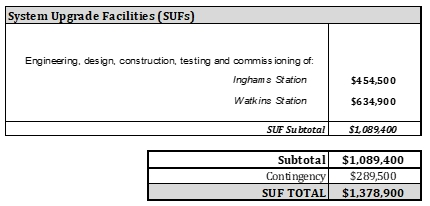 System Upgrade Facilities (SUFs)
Engineering, design, construction, testing and commissioning of:
Inghams Station $454,500
Watkins Station $634,900
SUF Subtotal $1,089,400
Subtotal $1,089,400
Contingency $289,500
SUF TOTAL $1,378,900